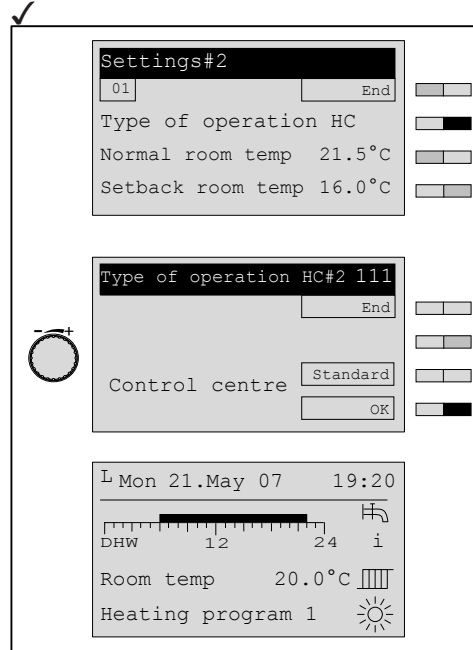 Settings#2
01 End
Type of operation HC
Normal room temp 21.5°C
Setback room temp 16.0°C
Type of operation HC#2 111
End
- +
Control centre Standard
OK
L Mon 21.May 07 19:20
DHW 12 24 i
Room temp 20.0°C
Heating program 1